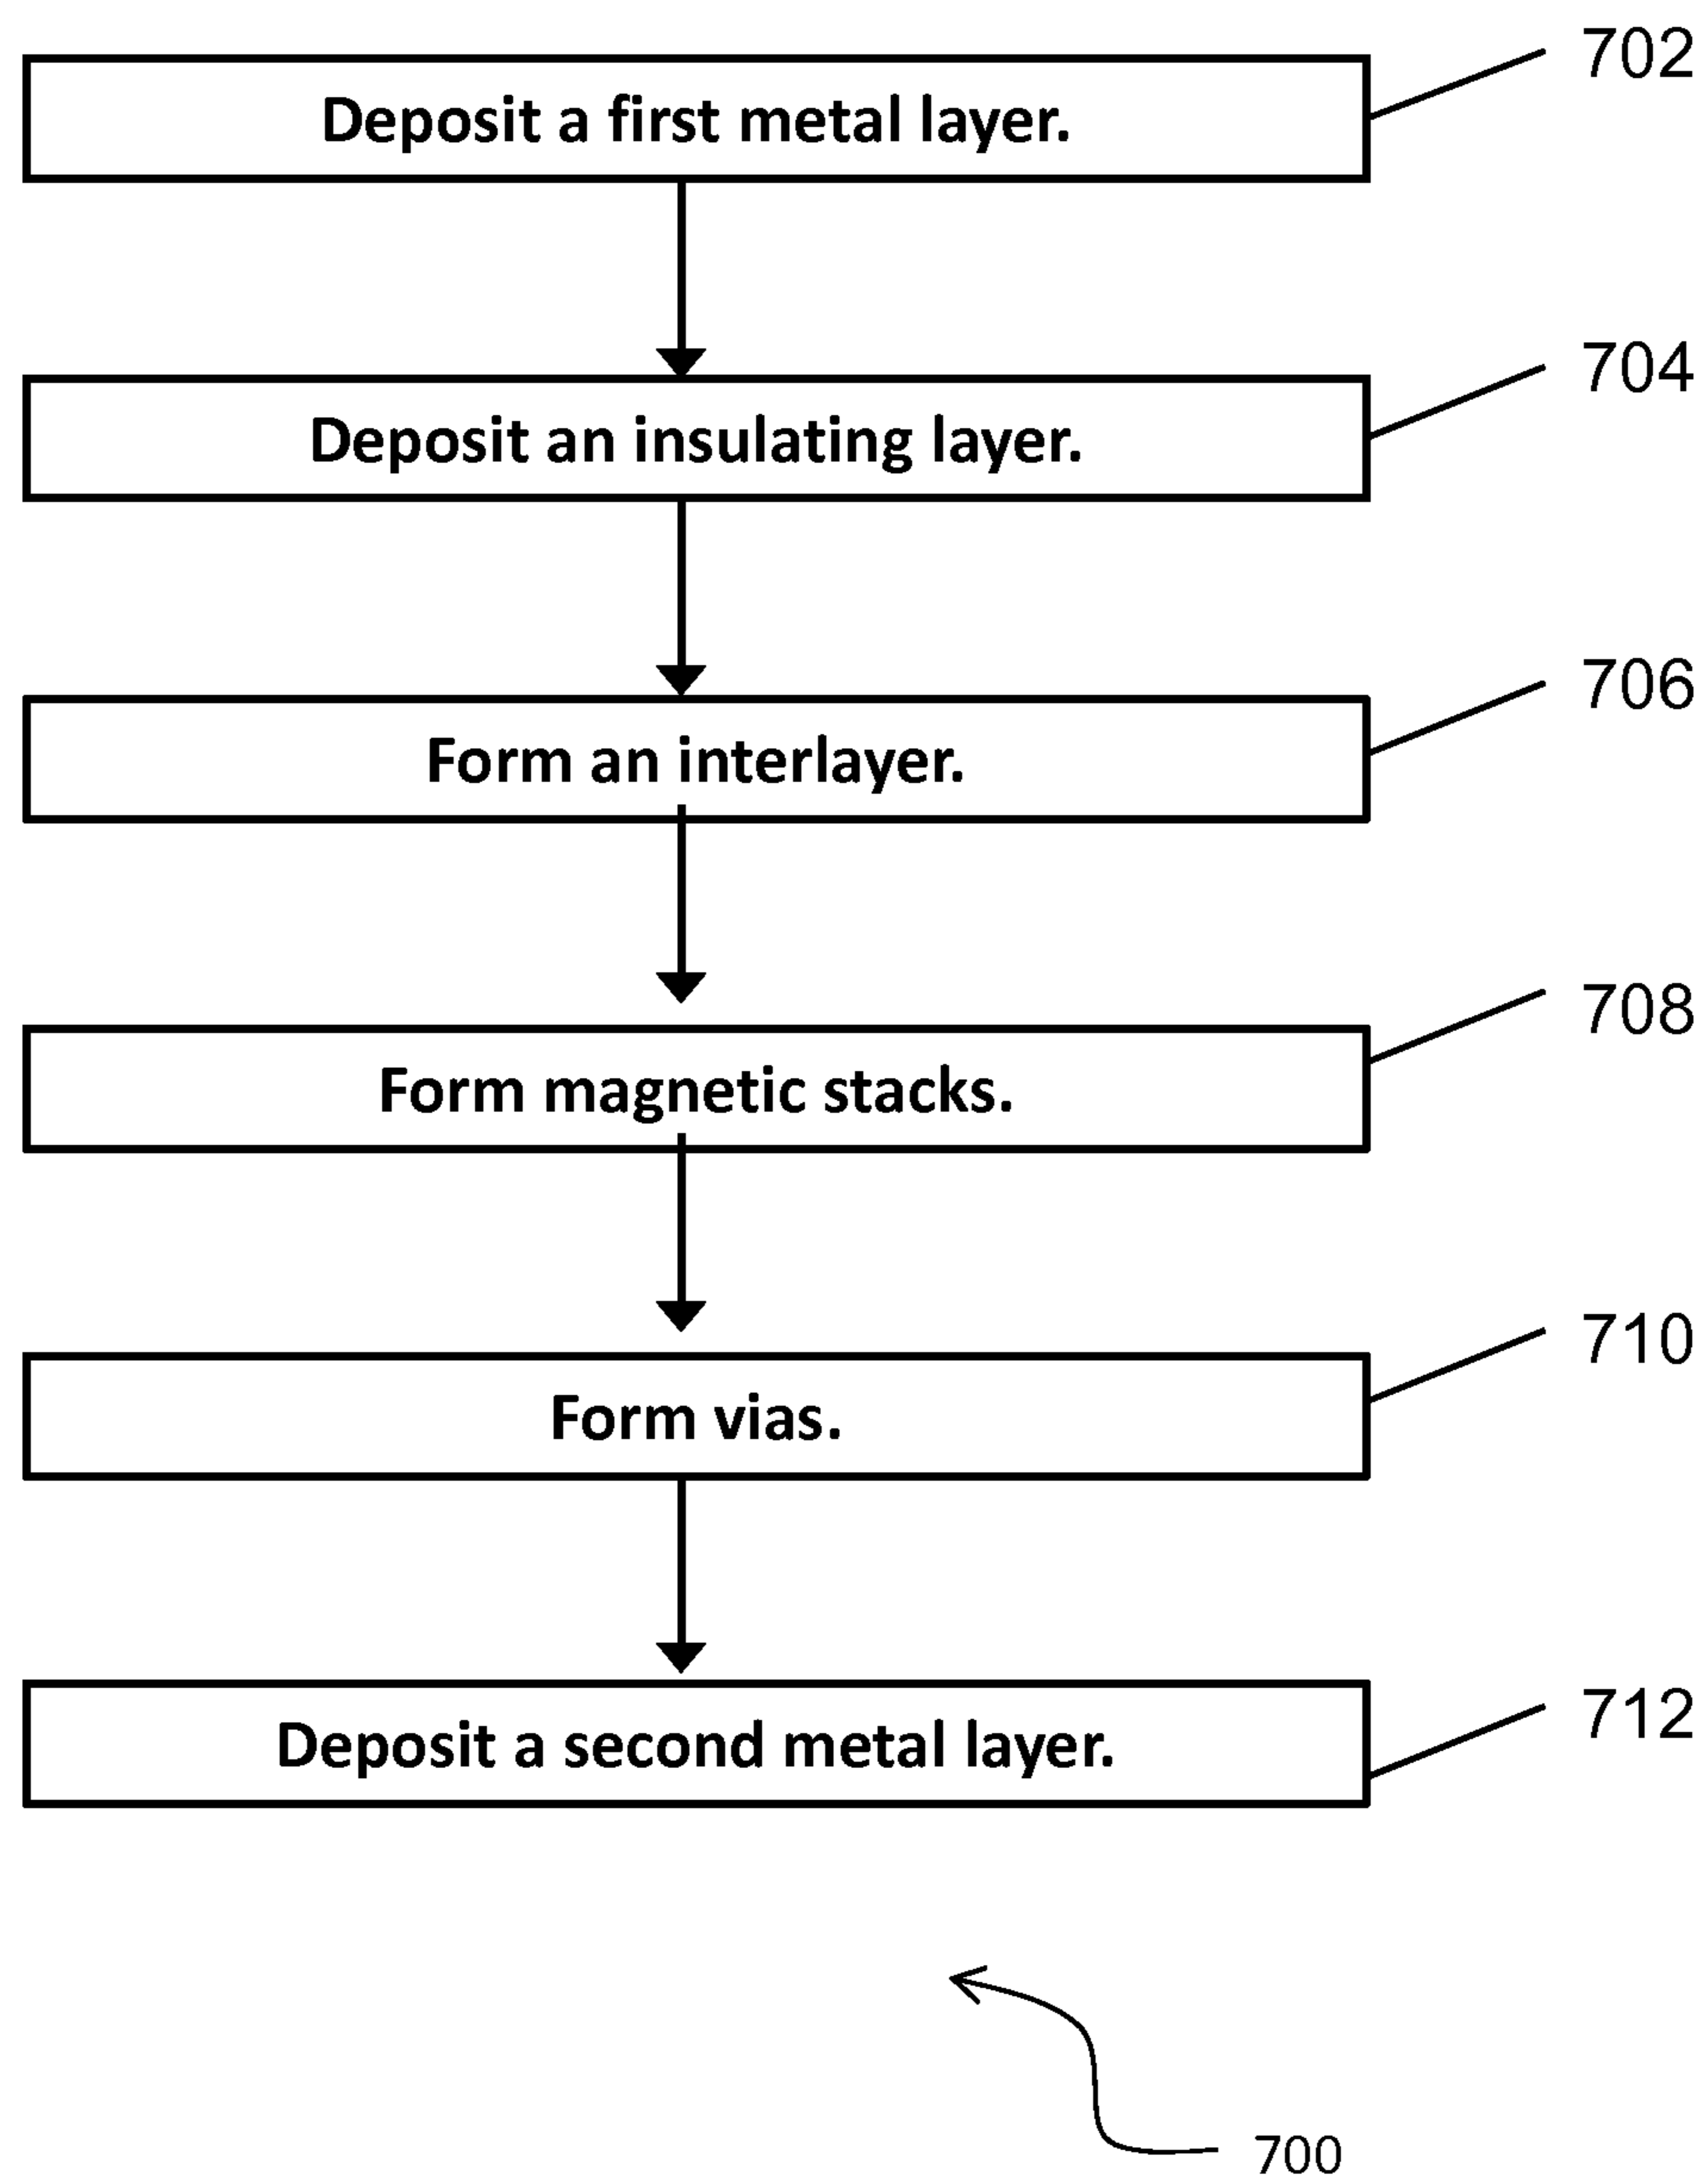 702
Deposit a first metal layer.
704
Deposit an insulating layer.
706
Form an interlayer.
708
Form magnetic stacks.
710
Form vias.
712
Deposit a second metal layer.
700